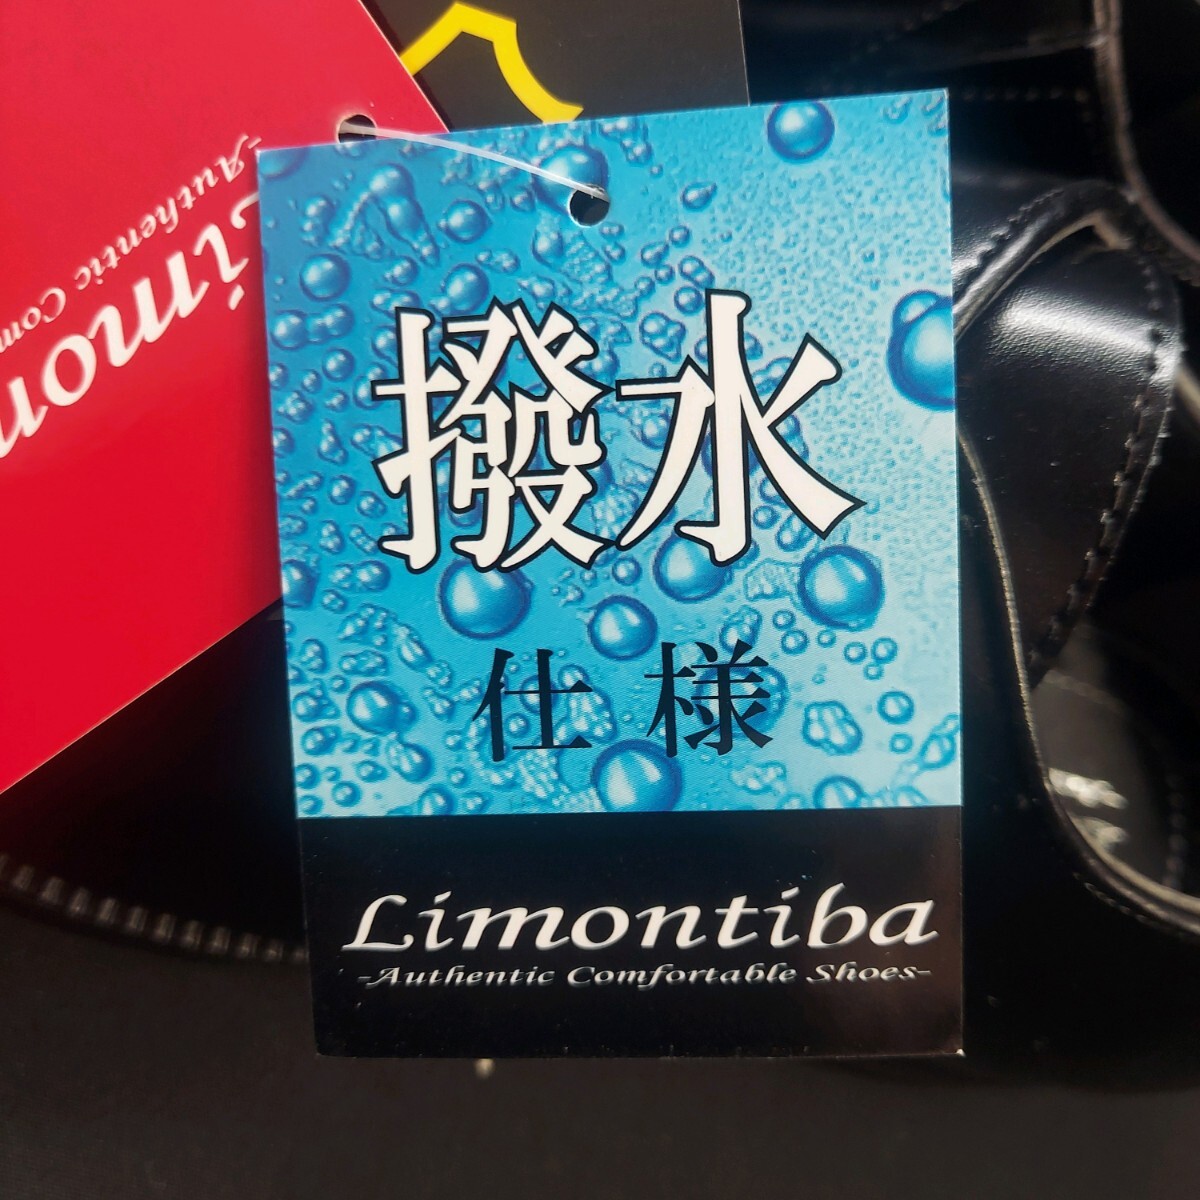 撥水
仕様
Limontiba
-Authentic Comfortable Shoes-
Limon
-Authentic Com